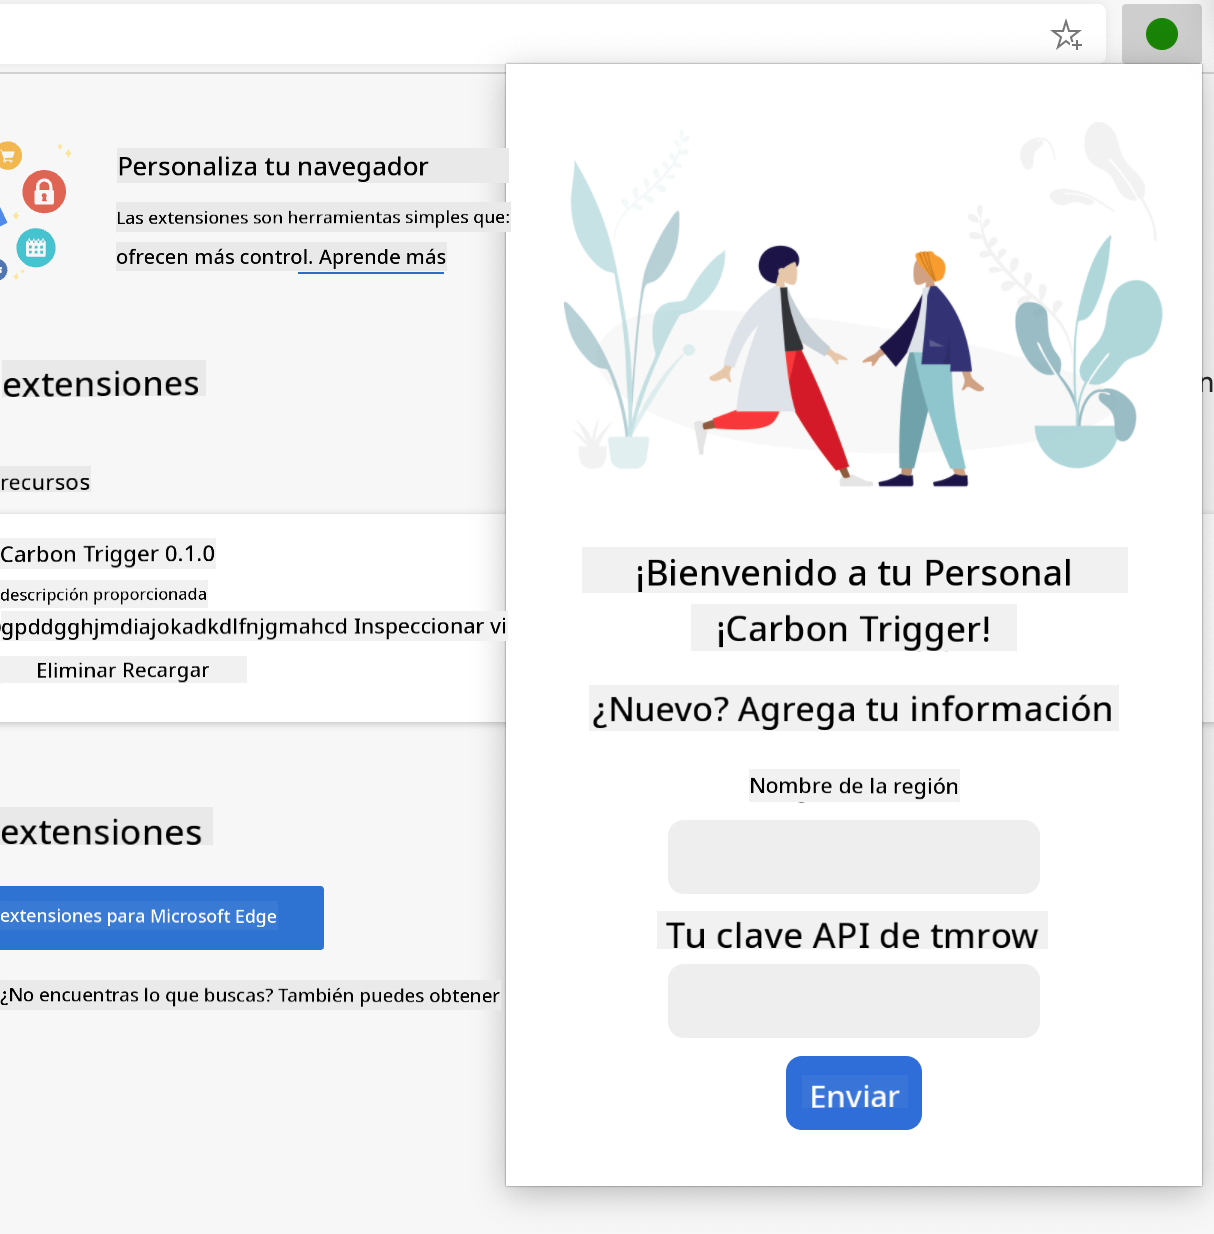 Personaliza tu navegador
Las extensiones son herramientas simples que:
ofrecen más control. Aprende más
extensiones
recursos
Carbon Trigger 0.1.0
descripción proporcionada
gpddgghjmdiajokadkdlfnjgmahcd Inspeccionar vi
Eliminar Recargar
extensiones
extensiones para Microsoft Edge
¿No encuentras lo que buscas? También puedes obtener
¡Bienvenido a tu Personal
¡Carbon Trigger!
¿Nuevo? Agrega tu información
Nombre de la región
Tu clave API de tmrow
Enviar